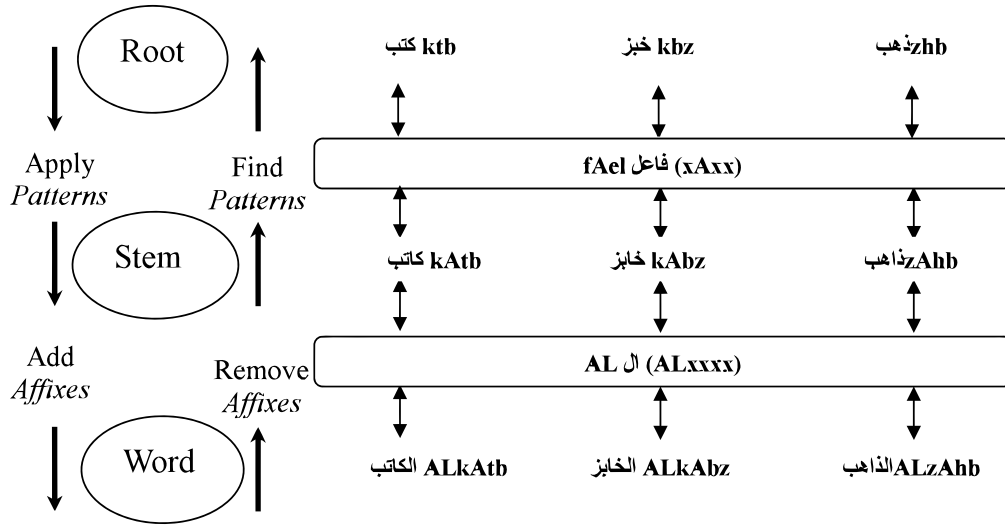 Root
كتب ktb
خبز kbz
ذهب zhb
Apply
Patterns
Find
Patterns
فاعل fAel (xAxx)
Stem
كاتب kAtb
خابز kAbz
ذاهب zAhb
Add
Affixes
Remove
Affixes
ال AL (ALxxxx)
Word
الكاتب ALkAtb
الخابز ALkAbz
الذاهب ALzAhb